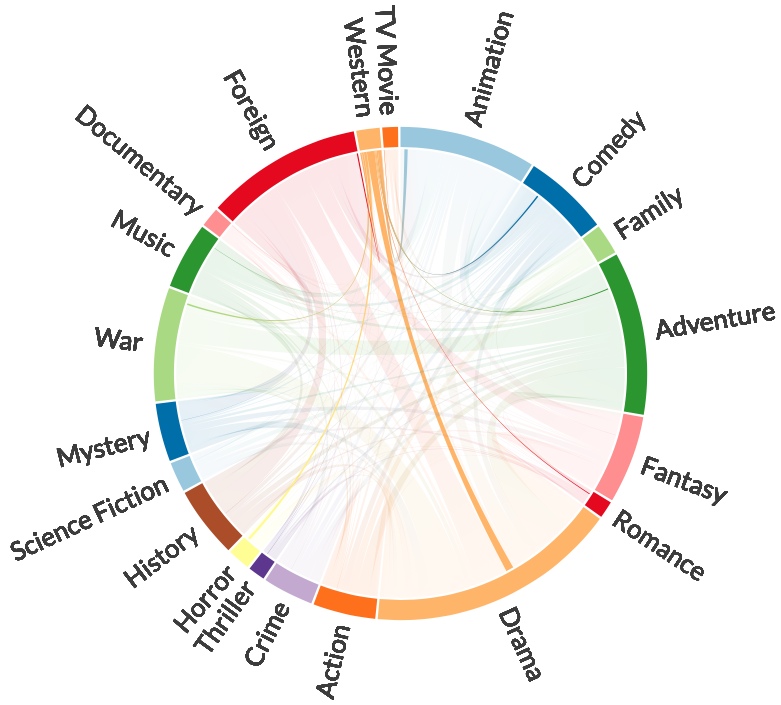 TV Movie
Animation
Comedy
Family
Adventure
Fantasy
Romance
Drama
Action
Crime
Thriller
Horror
History
Science Fiction
Mystery
War
Music
Documentary
Foreign
Western